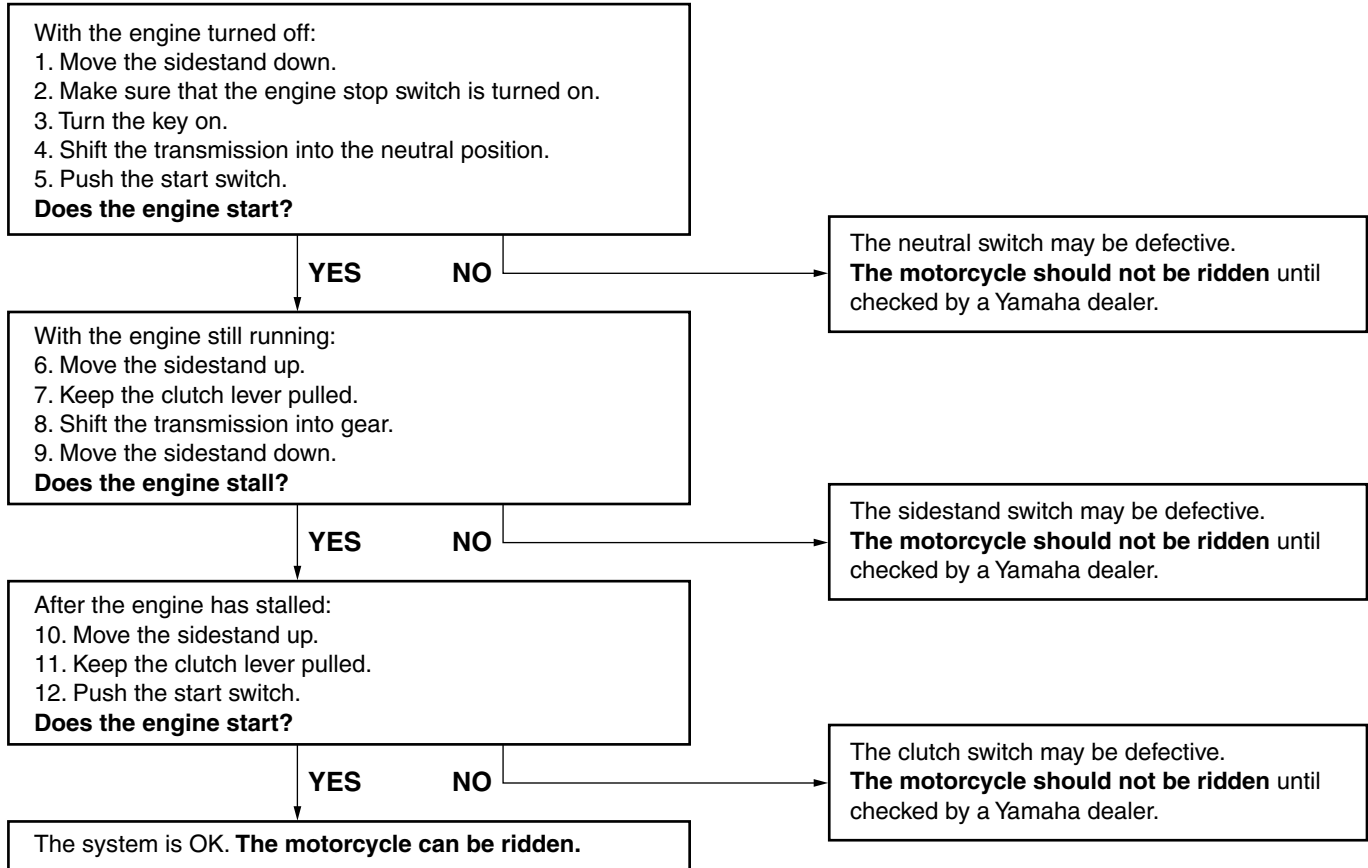 With the engine turned off:
1. Move the sidestand down.
2. Make sure that the engine stop switch is turned on.
3. Turn the key on.
4. Shift the transmission into the neutral position.
5. Push the start switch.
Does the engine start?
YES
NO
The neutral switch may be defective.
The motorcycle should not be ridden until
checked by a Yamaha dealer.
With the engine still running:
6. Move the sidestand up.
7. Keep the clutch lever pulled.
8. Shift the transmission into gear.
9. Move the sidestand down.
Does the engine stall?
YES
NO
The sidestand switch may be defective.
The motorcycle should not be ridden until
checked by a Yamaha dealer.
After the engine has stalled:
10. Move the sidestand up.
11. Keep the clutch lever pulled.
12. Push the start switch.
Does the engine start?
YES
NO
The clutch switch may be defective.
The motorcycle should not be ridden until
checked by a Yamaha dealer.
The system is OK. The motorcycle can be ridden.